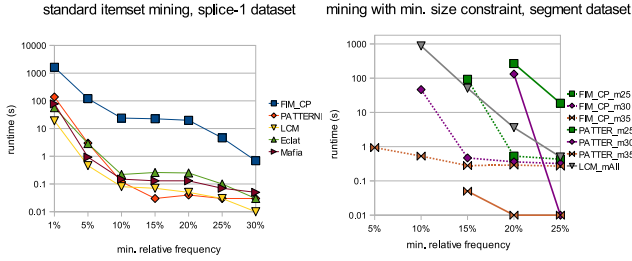 standard itemset mining, splice-1 dataset
runtime (s)
10000
1000
100
10
1
0.1
0.01
1%
5%
10%
15%
20%
25%
30%
min. relative frequency
FIM_CP
PATTERNI
LCM
Eclat
Mafia
mining with min. size constraint, segment dataset
runtime (s)
1000
100
10
1
0.1
0.01
5%
10%
15%
20%
25%
min. relative frequency
FIM_CP_m25
FIM_CP_m30
FIM_CP_m35
PATTER_m25
PATTER_m30
PATTER_m35
LCM_mAll